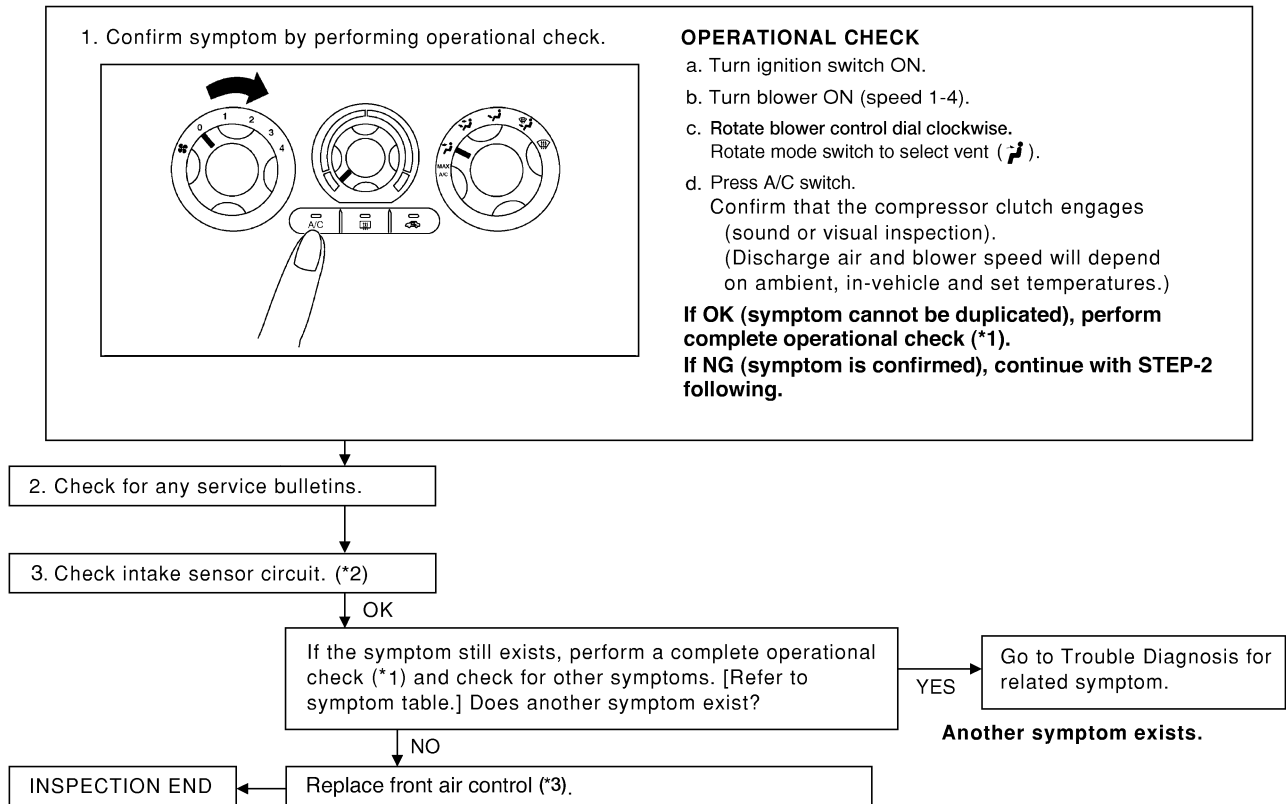 1. Confirm symptom by performing operational check.
0
1
2
3
4
MAX
A/C
A/C
OPERATIONAL CHECK
a. Turn ignition switch ON.
b. Turn blower ON (speed 1-4).
c. Rotate blower control dial clockwise.
Rotate mode switch to select vent ( ).
d. Press A/C switch.
Confirm that the compressor clutch engages
(sound or visual inspection).
(Discharge air and blower speed will depend
on ambient, in-vehicle and set temperatures.)
If OK (symptom cannot be duplicated), perform
complete operational check (*1).
If NG (symptom is confirmed), continue with STEP-2
following.
2. Check for any service bulletins.
3. Check intake sensor circuit. (*2)
OK
If the symptom still exists, perform a complete operational
check (*1) and check for other symptoms. [Refer to
symptom table.] Does another symptom exist?
YES
Go to Trouble Diagnosis for
related symptom.
Another symptom exists.
NO
INSPECTION END
Replace front air control (*3).